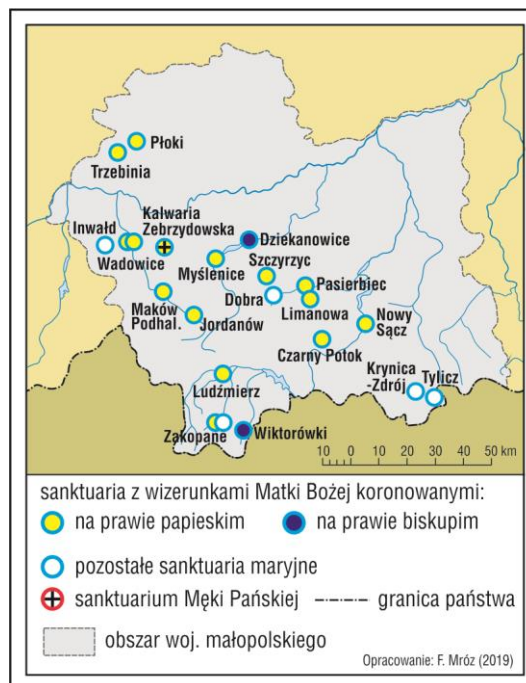 Płoki
Trzebinia
Kalwaria
Zebrzydowska
Inwałd
Wadowice
Dziekanowice
Szczyrzyc
Myślenice
Pasierbiec
Dobra
Limanowa
Maków
Podhal.
Jordanów
Nowy
Sącz
Czarny Potok
Krynica
-Zdrój
Tylicz
Ludźmierz
Zakopane
Wiktorówki
10 0 10 20 30 40 50 km
sanktuaria z wizerunkami Matki Bożej koronowanymi:
na prawie papieskim na prawie biskupim
pozostałe sanktuaria maryjne
sanktuarium Męki Pańskiej granica państwa
obszar woj. małopolskiego
Opracowanie: F. Mróz (2019)